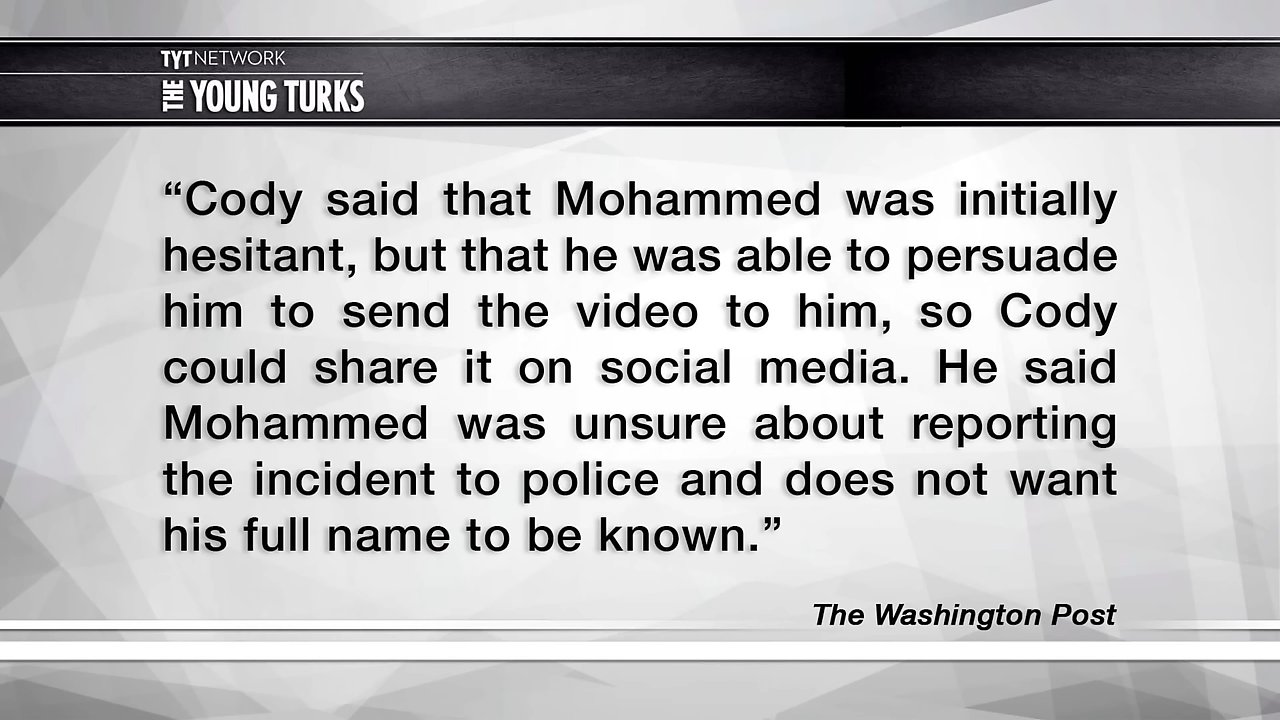 TYT NETWORK
THE YOUNG TURKS
“Cody said that Mohammed was initially
hesitant, but that he was able to persuade
him to send the video to him, so Cody
could share it on social media. He said
Mohammed was unsure about reporting
the incident to police and does not want
his full name to be known.”
The Washington Post